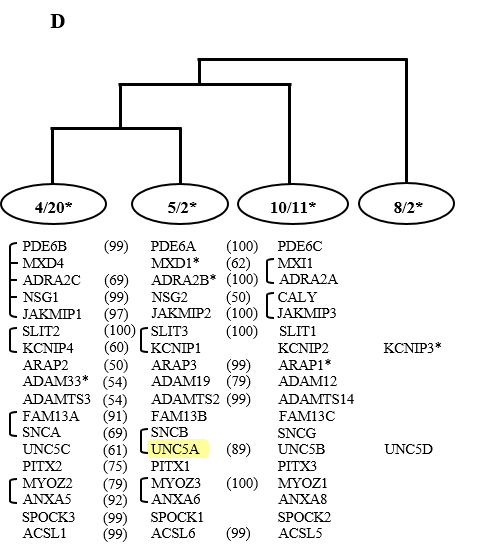 D
4/20* 5/2* 10/11* 8/2*
PDE6B (99) PDE6A (100) PDE6C
MXD4 MXD1* (62) MXI1
ADRA2C (69) ADRA2B* (100) ADRA2A
NSG1 (99) NSG2 (50) CALY
JAKMIP1 (97) JAKMIP2 (100) JAKMIP3
SLIT2 (100) SLIT3 (100) SLIT1
KCNIP4 (60) KCNIP1 KCNIP2 KCNIP3*
ARAP2 (50) ARAP3 (99) ARAP1*
ADAM33* (54) ADAM19 (79) ADAM12
ADAMTS3 (54) ADAMTS2 (99) ADAMTS14
FAM13A (91) FAM13B FAM13C
SNCA (69) SNCB SNCG
UNC5C (61) UNC5A (89) UNC5B UNC5D
PITX2 (75) PITX1 PITX3
MYOZ2 (79) MYOZ3 (100) MYOZ1
ANXA5 (92) ANXA6 ANXA8
SPOCK3 (99) SPOCK1 SPOCK2
ACSL1 (99) ACSL6 (99) ACSL5